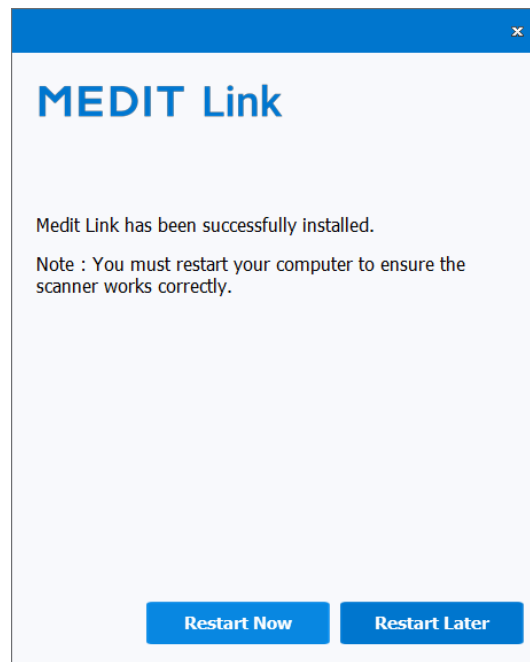 MEDIT Link
Medit Link has been successfully installed.
Note : You must restart your computer to ensure the
scanner works correctly.
Restart Now
Restart Later